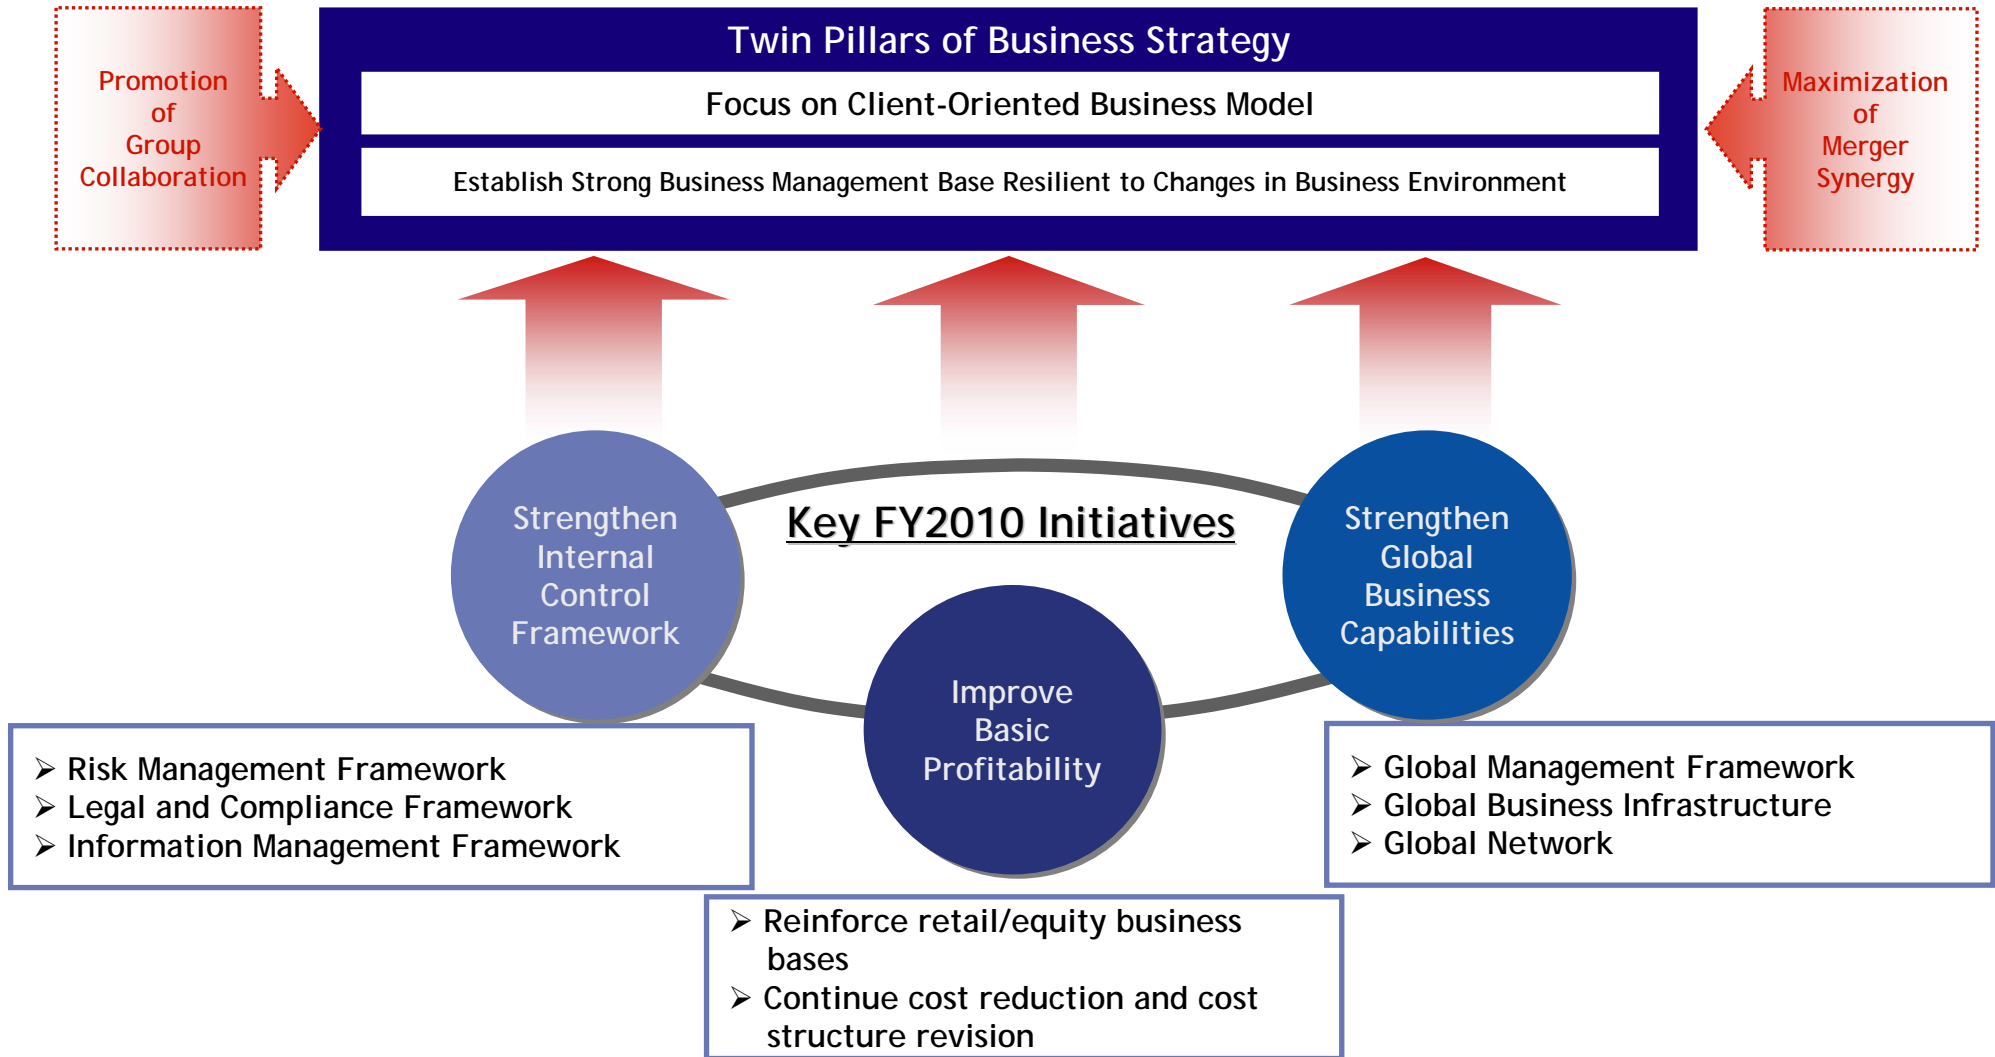 Twin Pillars of Business Strategy
Focus on Client-Oriented Business Model
Establish Strong Business Management Base Resilient to Changes in Business Environment
Promotion
of
Group
Collaboration
Maximization
of
Merger
Synergy
Key FY2010 Initiatives
Strengthen
Internal
Control
Framework
Improve
Basic
Profitability
Strengthen
Global
Business
Capabilities
➢ Risk Management Framework
➢ Legal and Compliance Framework
➢ Information Management Framework
➢ Reinforce retail/equity business
bases
➢ Continue cost reduction and cost
structure revision
➢ Global Management Framework
➢ Global Business Infrastructure
➢ Global Network